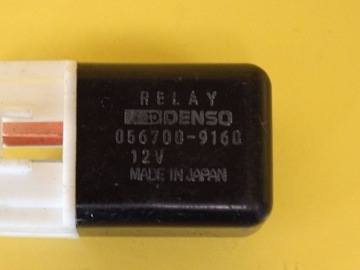 RELAY
DENSO
056700-9160
12V
MADE IN JAPAN